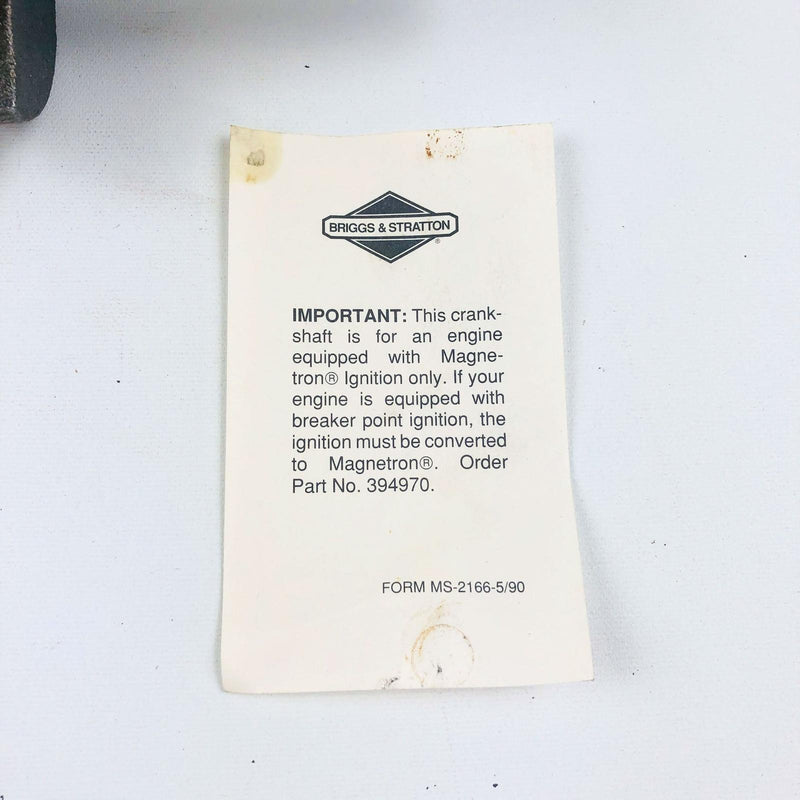 BRIGGS & STRATTON
®
IMPORTANT: This crank-
shaft is for an engine
equipped with Magne-
tron® Ignition only. If your
engine is equipped with
breaker point ignition, the
ignition must be converted
to Magnetron®. Order
Part No. 394970.
FORM MS-2166-5/90